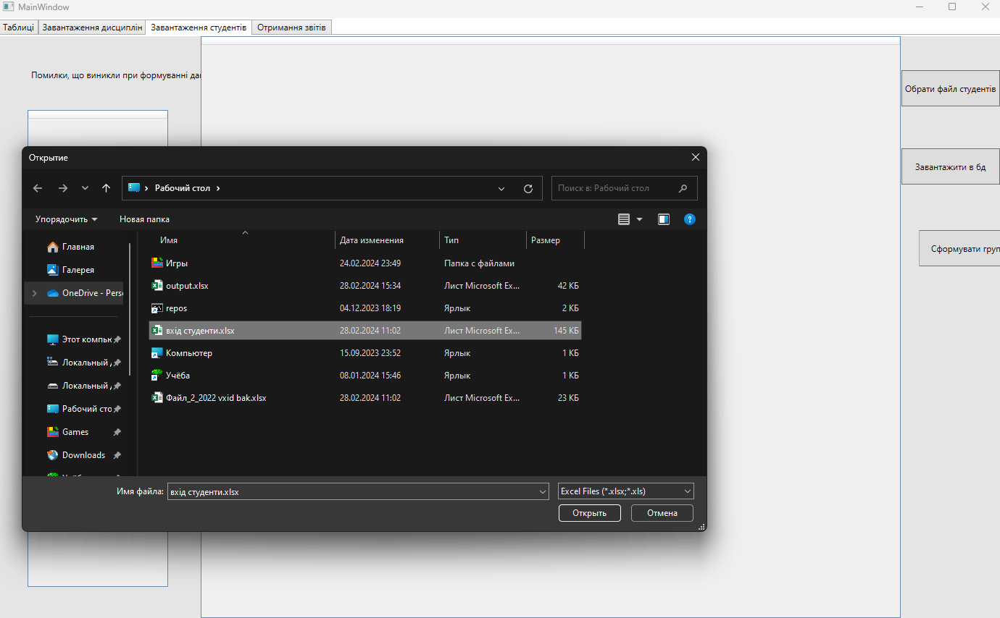 MainWindow
Таблиці Завантаження дисциплін Завантаження студентів Отримання звітів
Помилки, що виникли при формуванні
Обрати файл студентів
Завантажити в бд
Сформувати
Открытие
Рабочий стол
Поиск в: Рабочий стол
Упорядочить Новая папка
Имя Дата изменения Тип Размер
Главная
Галерея
OneDrive -
Этот
Локальный
Локальный
Рабочий
Games
Downloads
Игры 24.02.2024 23:49 Папка с файлами
output.xlsx 28.02.2024 15:34 Лист Microsoft Ex... 42 КБ
repos 04.12.2023 18:19 Ярлык 2 КБ
вхід студенти.xlsx 28.02.2024 11:02 Лист Microsoft Ex... 145 КБ
Компьютер 15.09.2023 23:52 Ярлык 1 КБ
Учёба 08.01.2024 15:46 Ярлык 1 КБ
Файл_2_2022 vxid bak.xlsx 28.02.2024 11:02 Лист Microsoft Ex... 23 КБ
Имя файла: вхід студенти.xlsx Excel Files (*.xlsx;*.xls)
Открыть Отмена